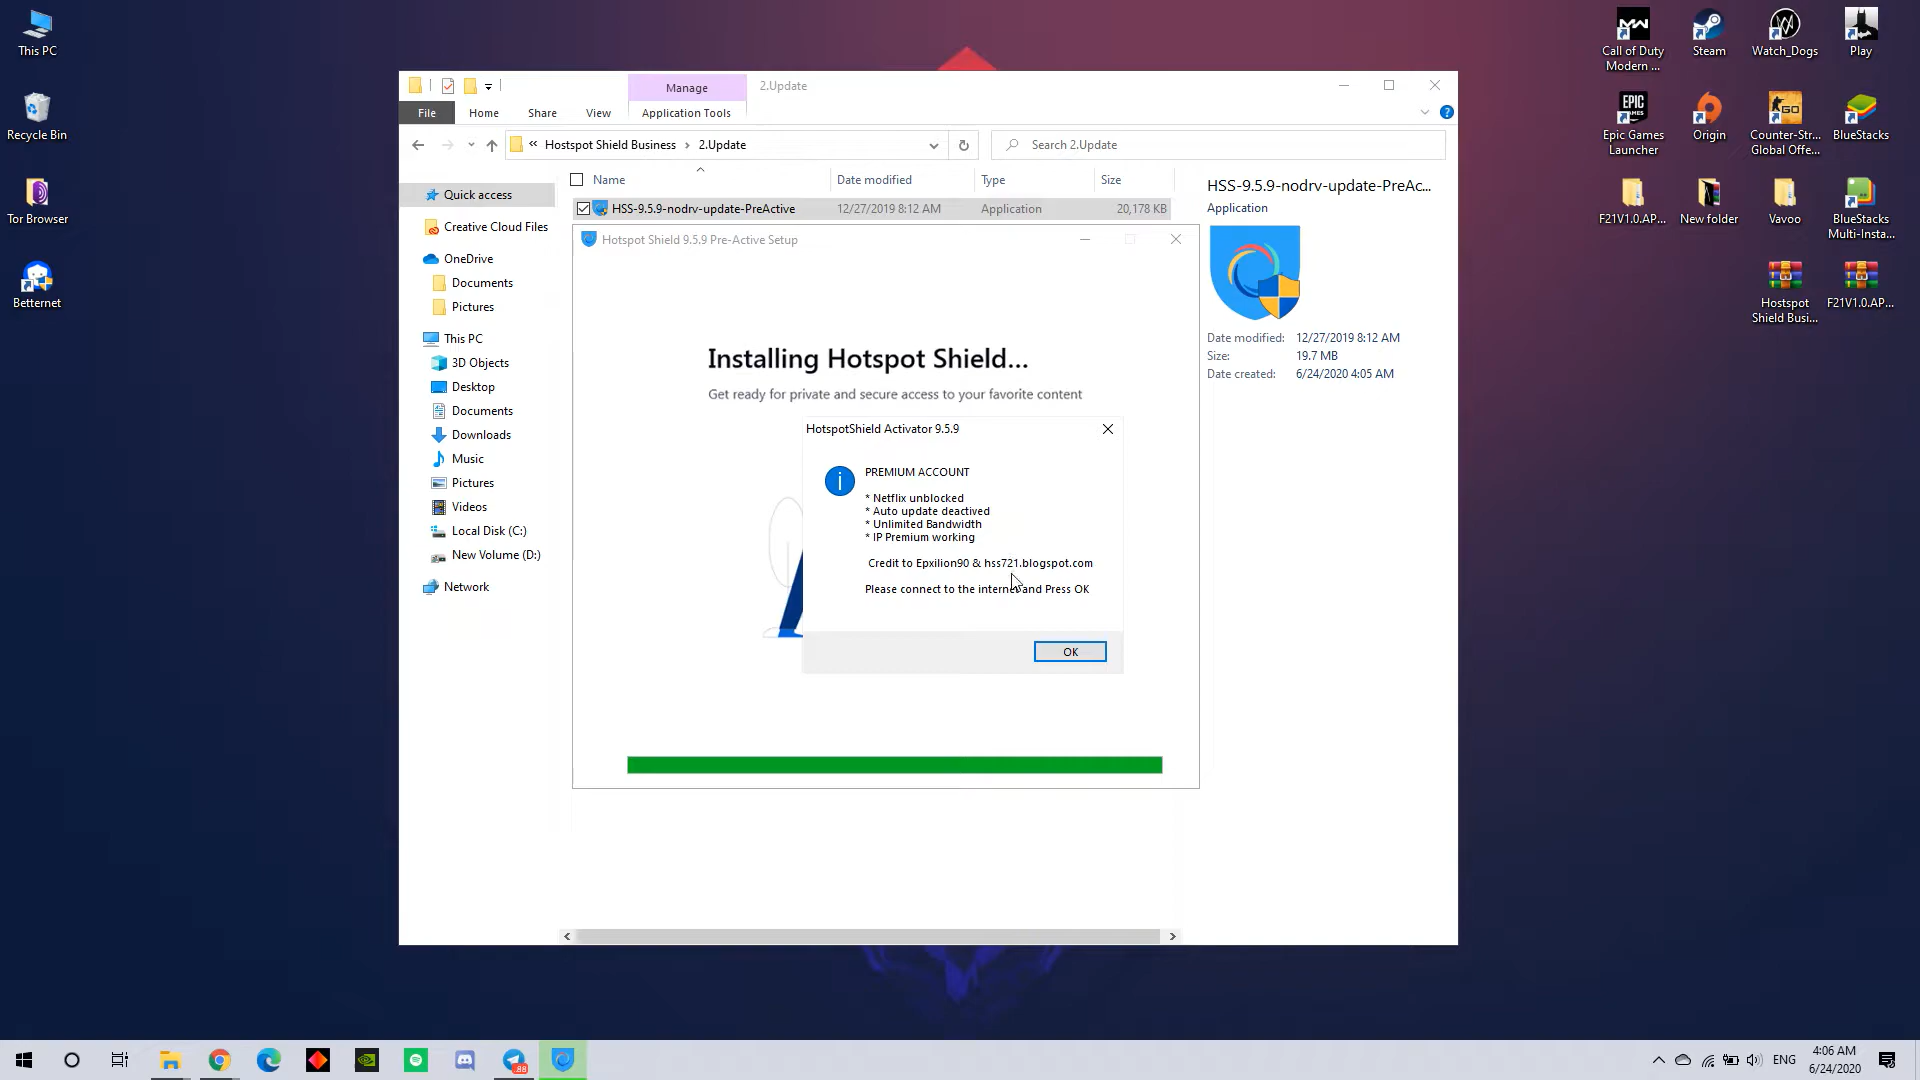 This PC
Recycle Bin
Tor Browser
Betternet
Manage
2.Update
File
Home
Share
View
Application Tools
« Hostspot Shield Business › 2.Update
Search 2.Update
Name
Date modified
Type
Size
HSS-9.5.9-nodrv-update-PreActive
12/27/2019 8:12 AM
Application
20,178 KB
Quick access
Creative Cloud Files
OneDrive
Documents
Pictures
This PC
3D Objects
Desktop
Documents
Downloads
Music
Pictures
Videos
Local Disk (C:)
New Volume (D:)
Network
Hotspot Shield 9.5.9 Pre-Active Setup
Installing Hotspot Shield...
Get ready for private and secure access to your favorite content
HotspotShield Activator 9.5.9
PREMIUM ACCOUNT
* Netflix unblocked
* Auto update deactived
* Unlimited Bandwidth
* IP Premium working
Credit to Epxilion90 & hss721.blogspot.com
Please connect to the internet and Press OK
OK
HSS-9.5.9-nodrv-update-PreAc...
Application
Date modified: 12/27/2019 8:12 AM
Size: 19.7 MB
Date created: 6/24/2020 4:05 AM
Call of Duty
Modern ...
Steam
Watch_Dogs
Play
EPIC
GAMES
Epic Games
Launcher
Origin
GO
Counter-Str...
Global Offe...
BlueStacks
F21V1.0.AP...
New folder
Vavoo
BlueStacks
Multi-Insta...
Hostspot
Shield Busi...
F21V1.0.AP...
88
ENG
4:06 AM
6/24/2020